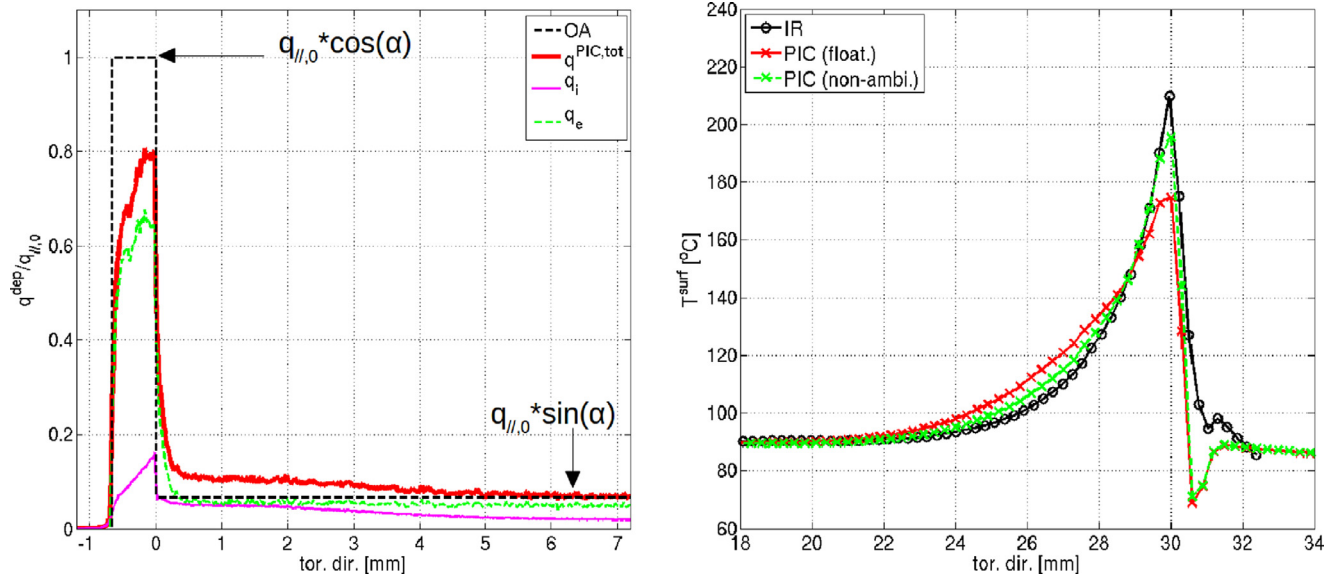 OA
q^PIC,tot
q_i
q_e
q_//,0*cos(α)
q_//,0*sin(α)
1
0.8
0.6
0.4
0.2
0
q^dep/q_//,0
-1 0 1 2 3 4 5 6 7
tor. dir. [mm]
IR
PIC (float.)
PIC (non-ambi.)
240
220
200
180
160
140
120
100
80
60
T^surf [°C]
18 20 22 24 26 28 30 32 34
tor. dir. [mm]